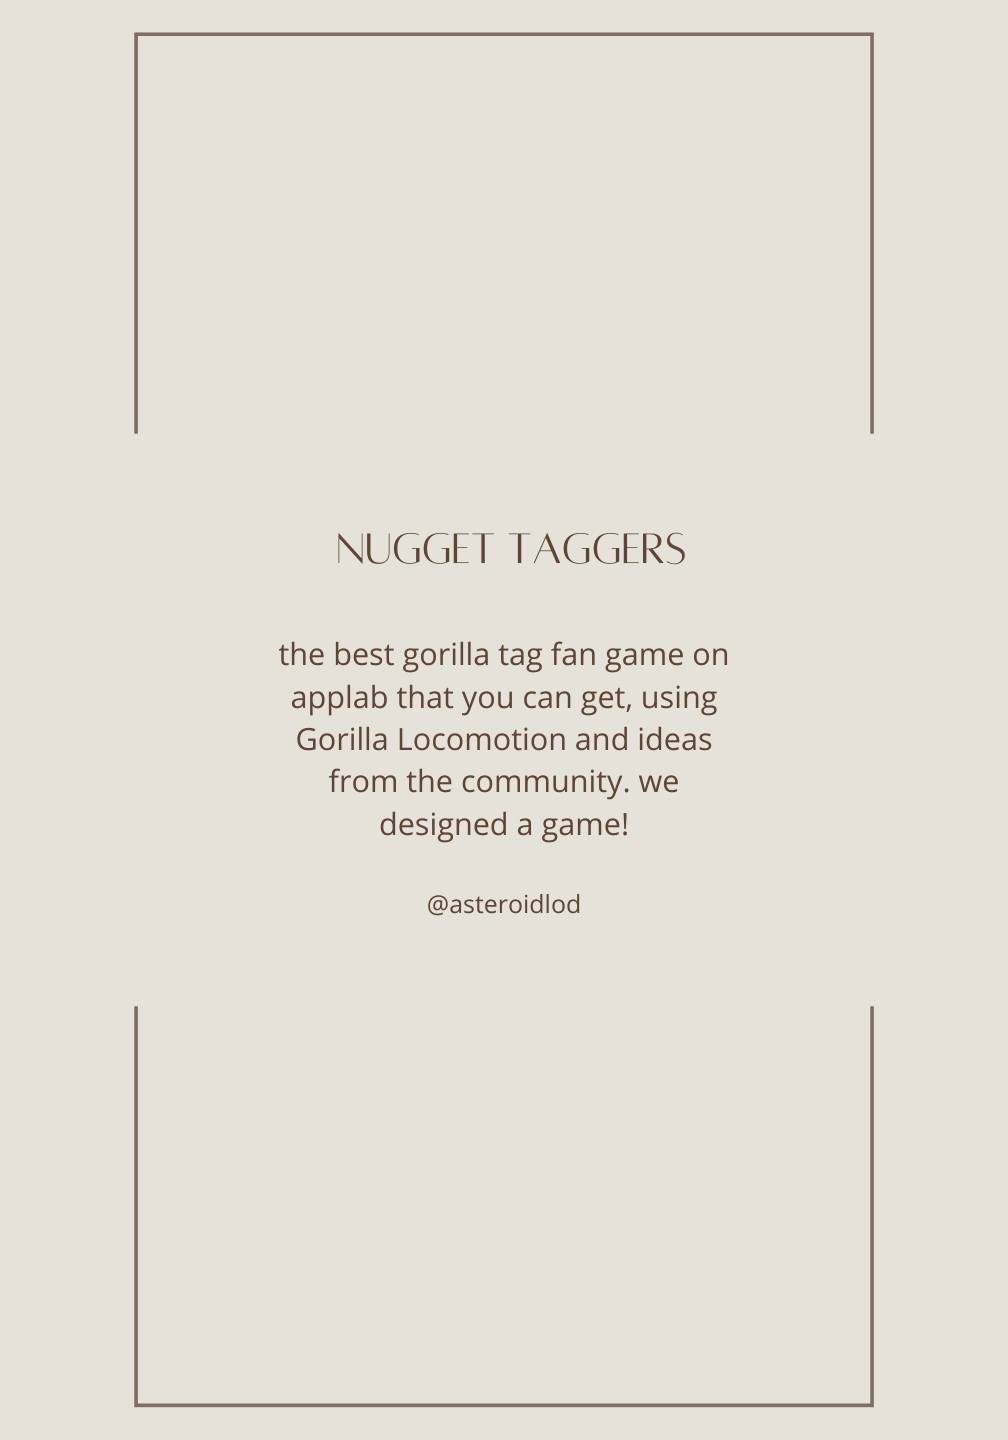 NUGGET TAGGERS
the best gorilla tag fan game on
applab that you can get, using
Gorilla Locomotion and ideas
from the community. we
designed a game!
@asteroidlod